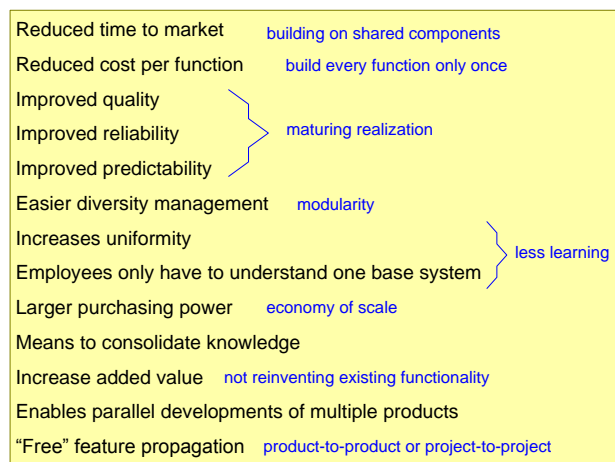 Reduced time to market building on shared components
Reduced cost per function build every function only once
Improved quality
Improved reliability maturing realization
Improved predictability
Easier diversity management modularity
Increases uniformity
less learning
Employees only have to understand one base system
Larger purchasing power economy of scale
Means to consolidate knowledge
Increase added value not reinventing existing functionality
Enables parallel developments of multiple products
“Free” feature propagation product-to-product or project-to-project